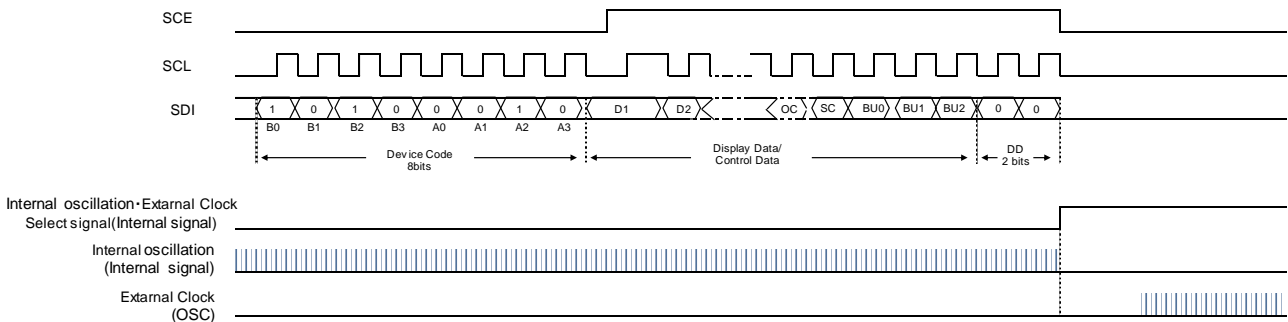 SCE
SCL
SDI
1 0 1 0 0 0 1 0 D1 D2 OC SC BU0 BU1 BU2 0 0
B0 B1 B2 B3 A0 A1 A2 A3
Device Code
8bits
Display Data/
Control Data
DD
2 bits
Internal oscillation・Extarnal Clock
Select signal(Internal signal)
Internal oscillation
(Internal signal)
Extarnal Clock
(OSC)